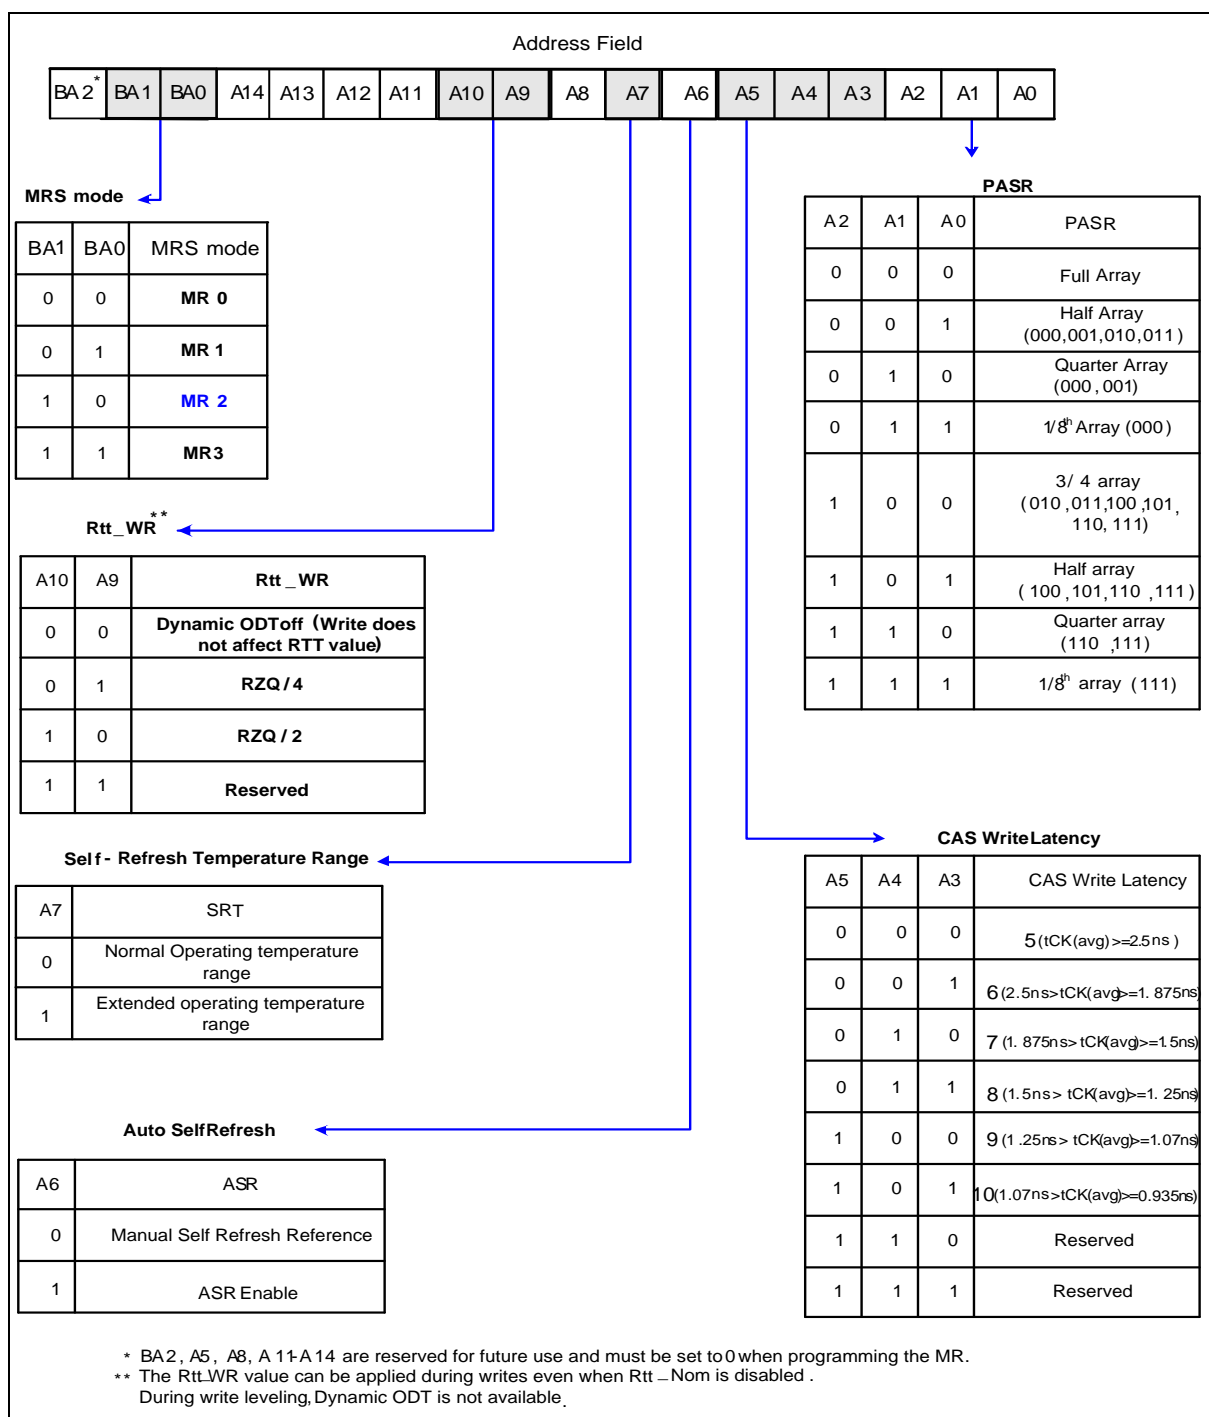 Address Field
BA2* BA1 BA0 A14 A13 A12 A11 A10 A9 A8 A7 A6 A5 A4 A3 A2 A1 A0
MRS mode
BA1 BA0 MRS mode
0 0 MR 0
0 1 MR 1
1 0 MR 2
1 1 MR3
PASR
A2 A1 A0 PASR
0 0 0 Full Array
0 0 1 Half Array
(000,001,010,011)
0 1 0 Quarter Array
(000,001)
0 1 1 1/8th Array (000)
1 0 0 3/ 4 array
(010,011,100,101,
110, 111)
1 0 1 Half array
(100,101,110,111)
1 1 0 Quarter array
(110,111)
1 1 1 1/8th array (111)
Rtt_WR**
A10 A9 Rtt_WR
0 0 Dynamic ODToff (Write does
not affect RTT value)
0 1 RZQ/4
1 0 RZQ/2
1 1 Reserved
Self- Refresh Temperature Range
A7 SRT
0 Normal Operating temperature
range
1 Extended operating temperature
range
CAS WriteLatency
A5 A4 A3 CAS Write Latency
0 0 0 5(tCK(avg)>=2.5ns)
0 0 1 6(2.5ns>tCK(avg)>=1.875ns)
0 1 0 7(1.875ns>tCK(avg)>=1.5ns)
0 1 1 8(1.5ns>tCK(avg)>=1.25ns)
1 0 0 9(1.25ns>tCK(avg)>=1.07ns)
1 0 1 10(1.07ns>tCK(avg)>=0.935ns)
1 1 0 Reserved
1 1 1 Reserved
Auto SelfRefresh
A6 ASR
0 Manual Self Refresh Reference
1 ASR Enable
* BA2, A5, A8, A11-A14 are reserved for future use and must be set to 0 when programming the MR.
** The Rtt_WR value can be applied during writes even when Rtt_Nom is disabled.
During write leveling, Dynamic ODT is not available.